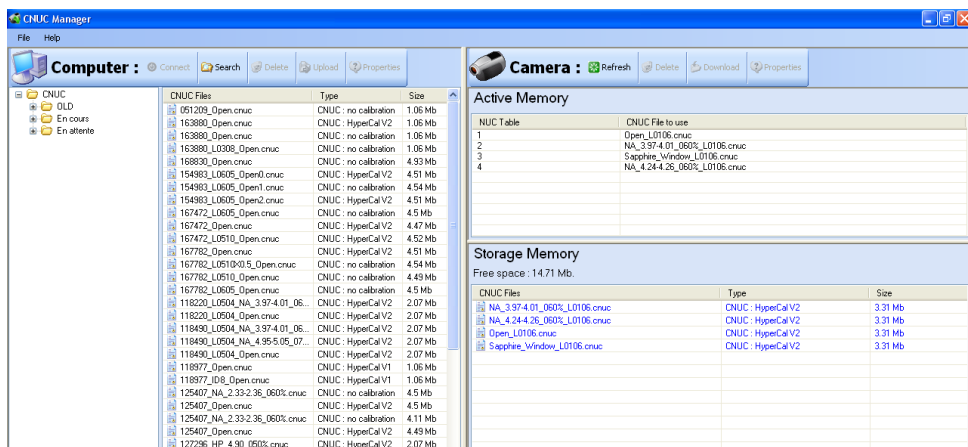 CNUC Manager
File Help
Computer : Connect Search Delete Upload Properties
CNUC
OLD
En cours
En attente
CNUC Files Type Size
051209_Open.cnuc CNUC : no calibration 1.06 Mb
163880_Open.cnuc CNUC : HyperCal V2 1.06 Mb
163880_Open.cnuc CNUC : no calibration 1.06 Mb
163880_L0308_Open.cnuc CNUC : no calibration 1.06 Mb
168830_Open.cnuc CNUC : no calibration 4.93 Mb
154983_L0605_Open0.cnuc CNUC : HyperCal V2 4.51 Mb
154983_L0605_Open1.cnuc CNUC : no calibration 4.54 Mb
154983_L0605_Open2.cnuc CNUC : HyperCal V2 4.51 Mb
167472_L0605_Open.cnuc CNUC : no calibration 4.5 Mb
167472_Open.cnuc CNUC : HyperCal V2 4.47 Mb
167472_L0510_Open.cnuc CNUC : HyperCal V2 4.52 Mb
167782_Open.cnuc CNUC : HyperCal V2 4.51 Mb
167782_L0510X0.5_Open.cnuc CNUC : no calibration 4.54 Mb
167782_L0510_Open.cnuc CNUC : no calibration 4.49 Mb
167782_L0605_Open.cnuc CNUC : no calibration 4.5 Mb
118220_L0504_NA_3.97-4.01_06... CNUC : HyperCal V2 2.07 Mb
118220_L0504_Open.cnuc CNUC : HyperCal V2 2.07 Mb
118490_L0504_NA_3.97-4.01_06... CNUC : HyperCal V2 2.07 Mb
118490_L0504_NA_4.95-5.05_07... CNUC : HyperCal V2 2.07 Mb
118490_L0504_Open.cnuc CNUC : HyperCal V2 2.07 Mb
118977_Open.cnuc CNUC : HyperCal V1 1.06 Mb
118977_ID8_Open.cnuc CNUC : HyperCal V1 1.06 Mb
125407_NA_2.33-2.36_060%.cnuc CNUC : no calibration 4.5 Mb
125407_Open.cnuc CNUC : HyperCal V2 4.5 Mb
125407_NA_2.33-2.36_060%.cnuc CNUC : no calibration 4.11 Mb
125407_Open.cnuc CNUC : HyperCal V2 4.49 Mb
127296_HP_4.90_050%.cnuc CNUC : HyperCal V2 2.07 Mb
Camera : Refresh Delete Download Properties
Active Memory
NUC Table CNUC File to use
1 Open_L0106.cnuc
2 NA_3.97-4.01_060%_L0106.cnuc
3 Sapphire_Window_L0106.cnuc
4 NA_4.24-4.26_060%_L0106.cnuc
Storage Memory
Free space : 14.71 Mb.
CNUC Files Type Size
NA_3.97-4.01_060%_L0106.cnuc CNUC : HyperCal V2 3.31 Mb
NA_4.24-4.26_060%_L0106.cnuc CNUC : HyperCal V2 3.31 Mb
Open_L0106.cnuc CNUC : HyperCal V2 3.31 Mb
Sapphire_Window_L0106.cnuc CNUC : HyperCal V2 3.31 Mb